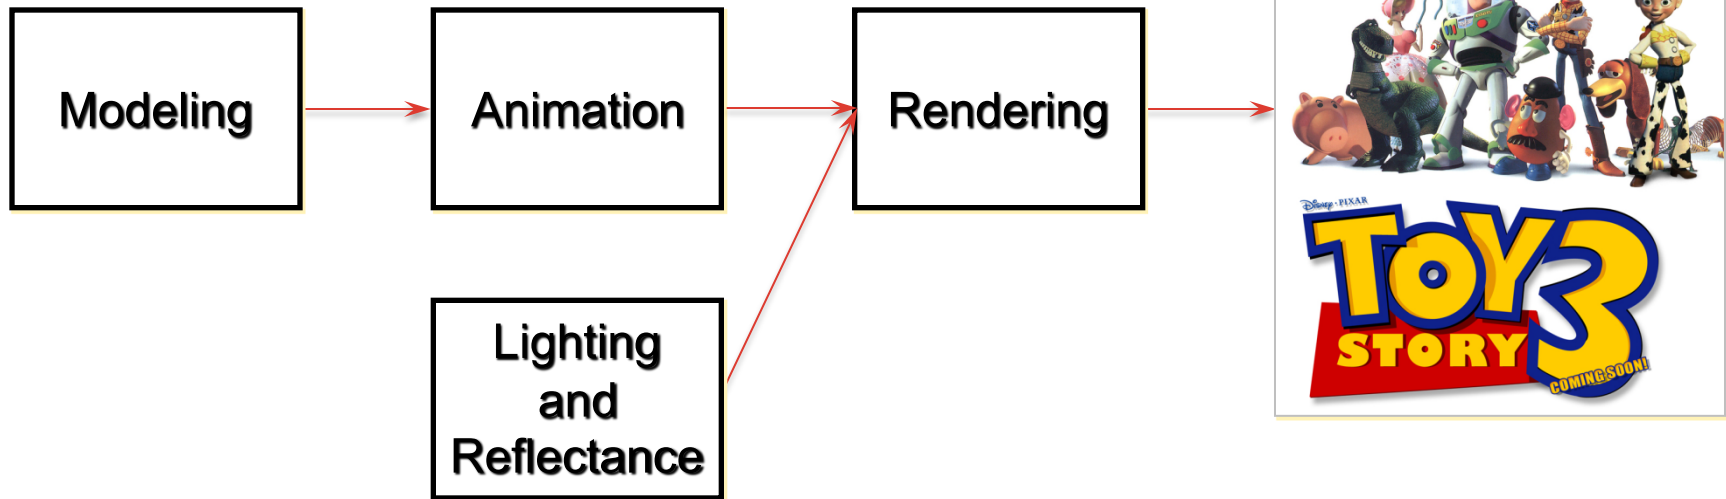 Modeling
Animation
Rendering
Lighting
and
Reflectance
Disney · PIXAR
TOY
STORY
3
COMING SOON!